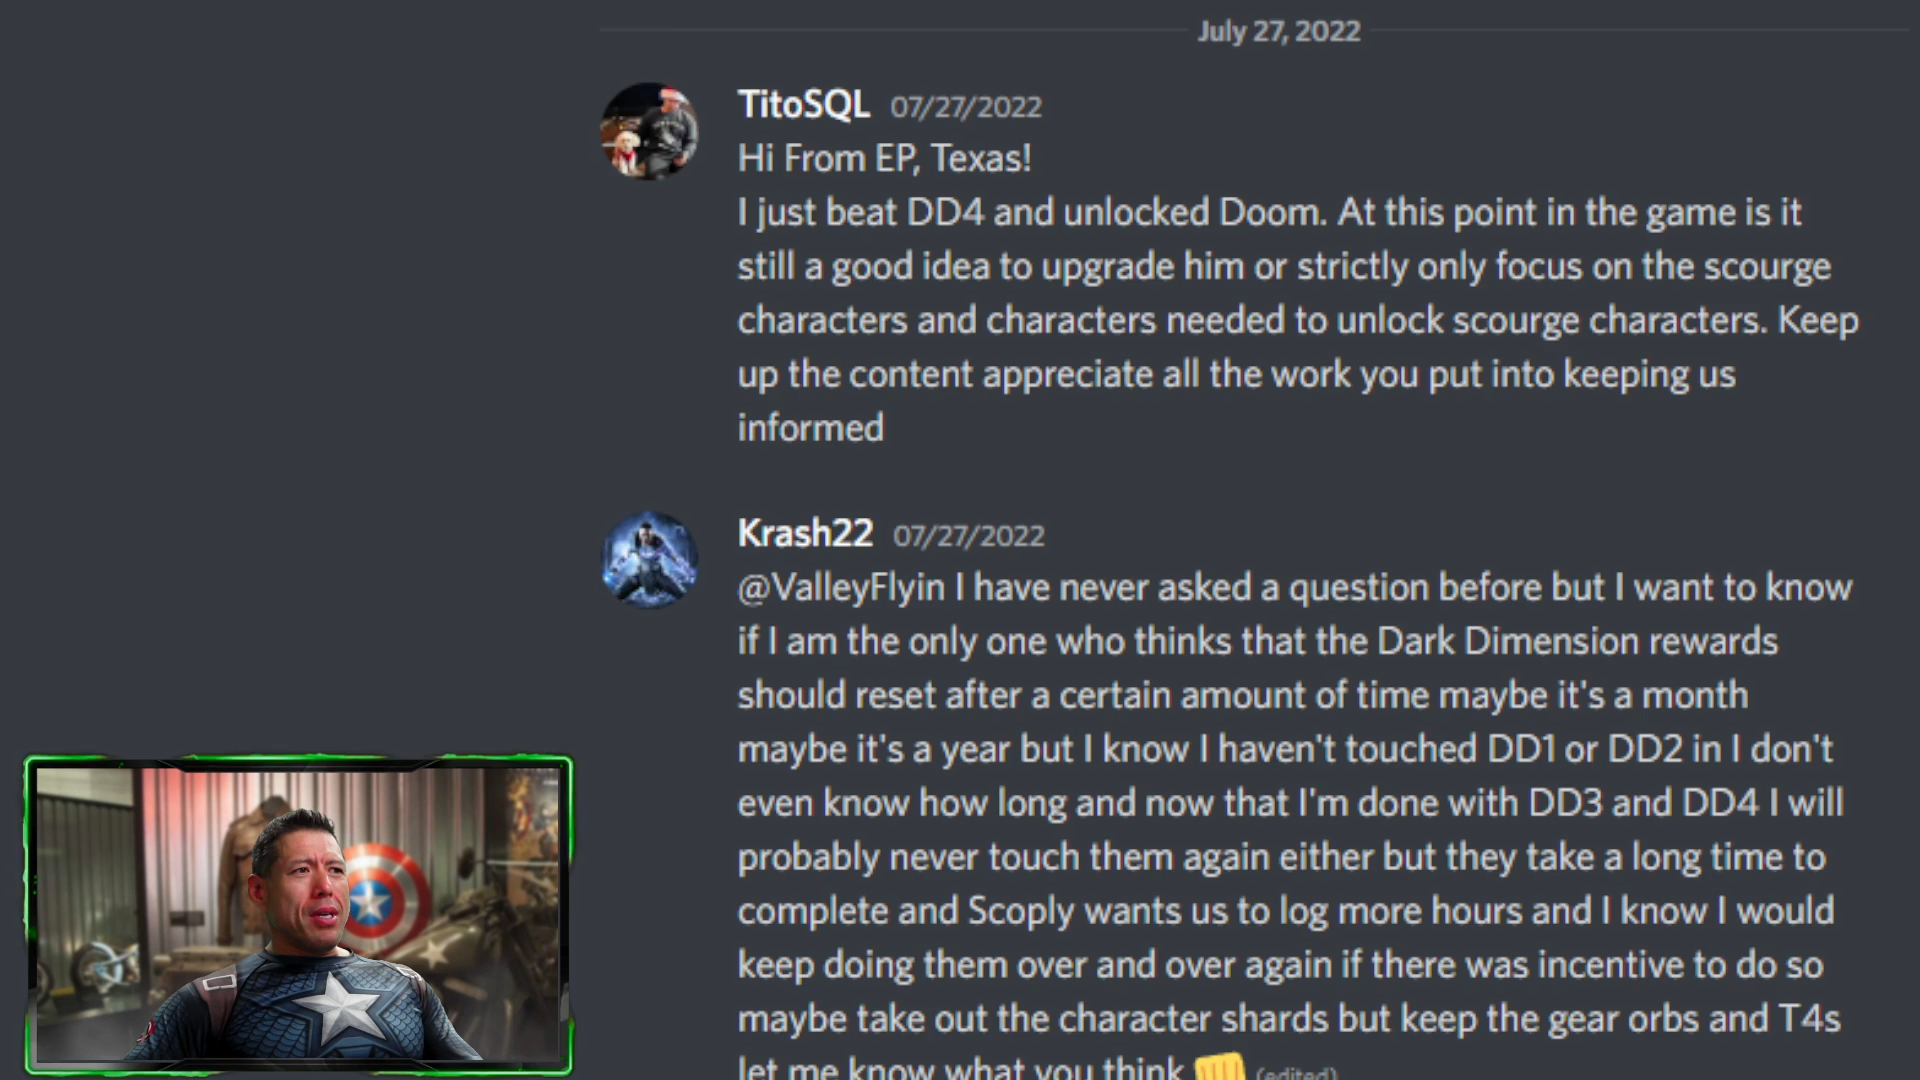 July 27, 2022
TitoSQL 07/27/2022
Hi From EP, Texas!
I just beat DD4 and unlocked Doom. At this point in the game is it
still a good idea to upgrade him or strictly only focus on the scourge
characters and characters needed to unlock scourge characters. Keep
up the content appreciate all the work you put into keeping us
informed
Krash22 07/27/2022
@ValleyFlyin I have never asked a question before but I want to know
if I am the only one who thinks that the Dark Dimension rewards
should reset after a certain amount of time maybe it's a month
maybe it's a year but I know I haven't touched DD1 or DD2 in I don't
even know how long and now that I'm done with DD3 and DD4 I will
probably never touch them again either but they take a long time to
complete and Scoply wants us to log more hours and I know I would
keep doing them over and over again if there was incentive to do so
maybe take out the character shards but keep the gear orbs and T4s
let me know what you think (edited)